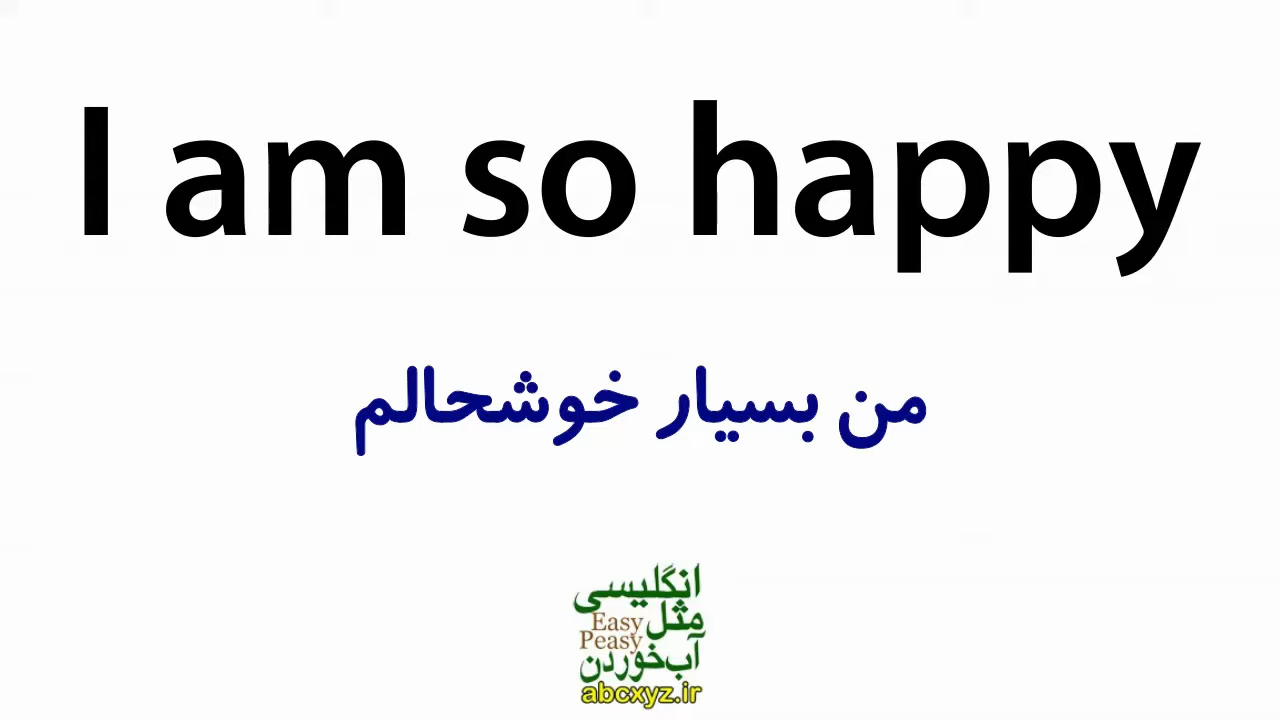 I am so happy
من بسیار خوشحالم
انگلیسی
مثل Easy
Peasy
آب‌خوردن
abcxyz.ir